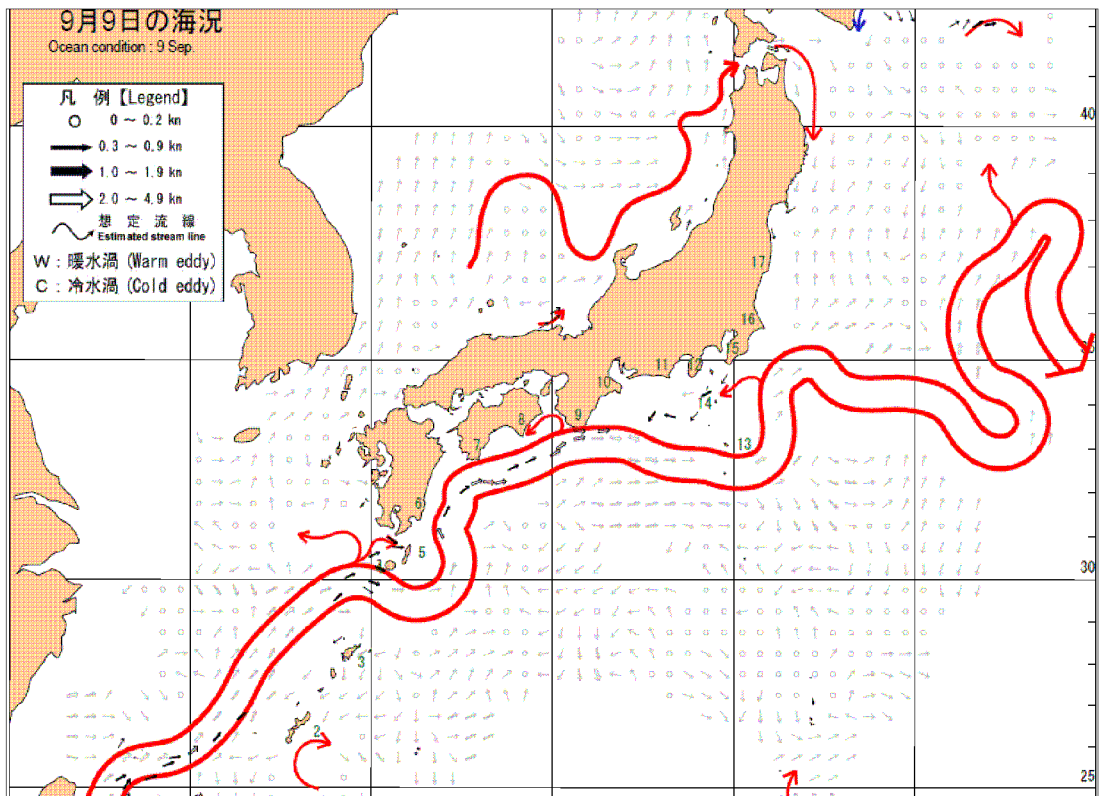 9月9日の海況
Ocean condition : 9 Sep.
凡 例【Legend】
0 ～ 0.2 kn
0.3 ～ 0.9 kn
1.0 ～ 1.9 kn
2.0 ～ 4.9 kn
想 定 流 線
Estimated stream line
W : 暖水渦 (Warm eddy)
C : 冷水渦 (Cold eddy)
40
17
16
15
35
12
11
10
14
9
8
13
7
6
5
30
3
2
25